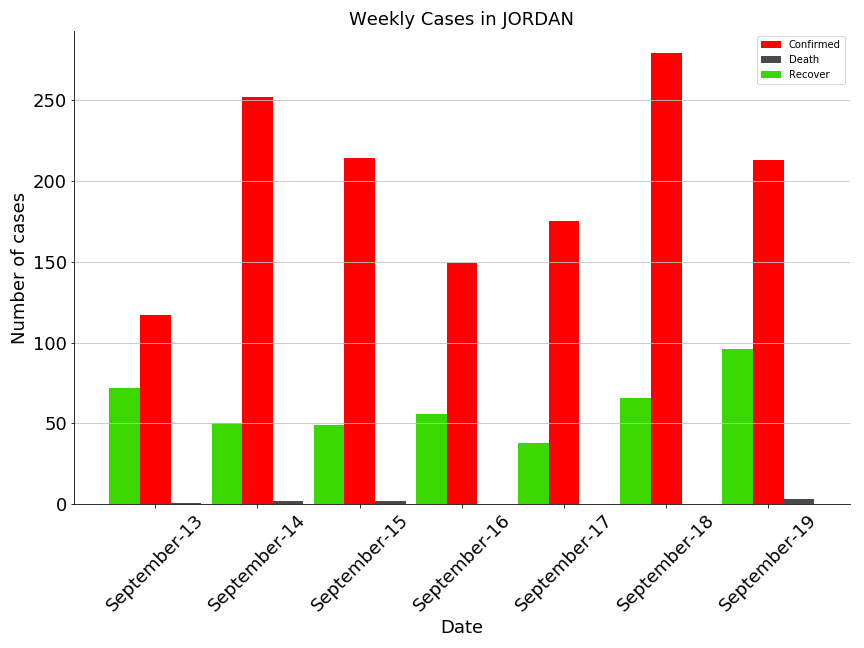 Weekly Cases in JORDAN
Confirmed
Death
Recover
Number of cases
250
200
150
100
50
0
September-13
September-14
September-15
September-16
September-17
September-18
September-19
Date